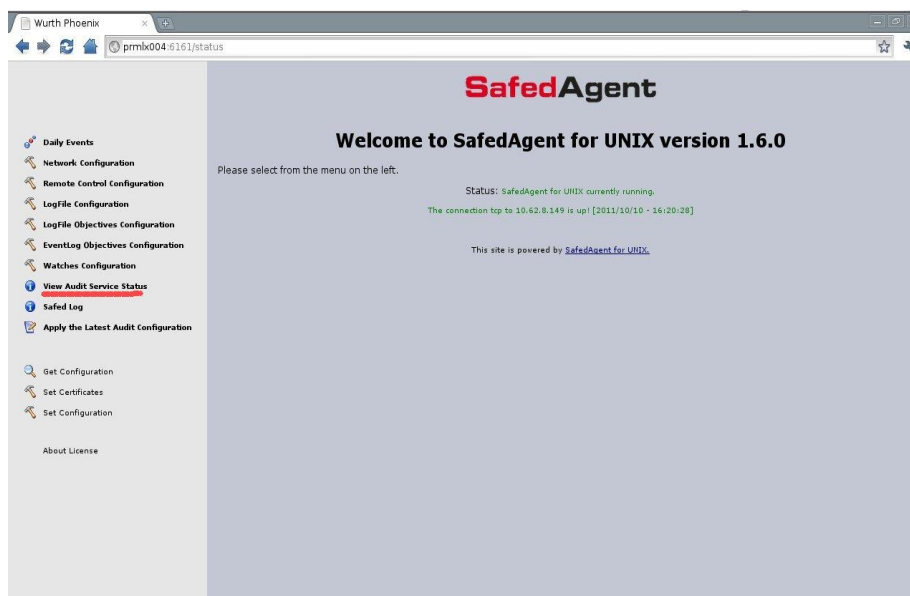 Wurth Phoenix
prmlx004:6161/status
SafedAgent
Daily Events
Network Configuration
Remote Control Configuration
LogFile Configuration
LogFile Objectives Configuration
EventLog Objectives Configuration
Watches Configuration
View Audit Service Status
Safed Log
Apply the Latest Audit Configuration
Get Configuration
Set Certificates
Set Configuration
About License
Welcome to SafedAgent for UNIX version 1.6.0
Please select from the menu on the left.
Status: SafedAgent for UNIX currently running.
The connection tcp to 10.62.8.149 is up! [2011/10/10 - 16:20:28]
This site is powered by SafedAgent for UNIX.